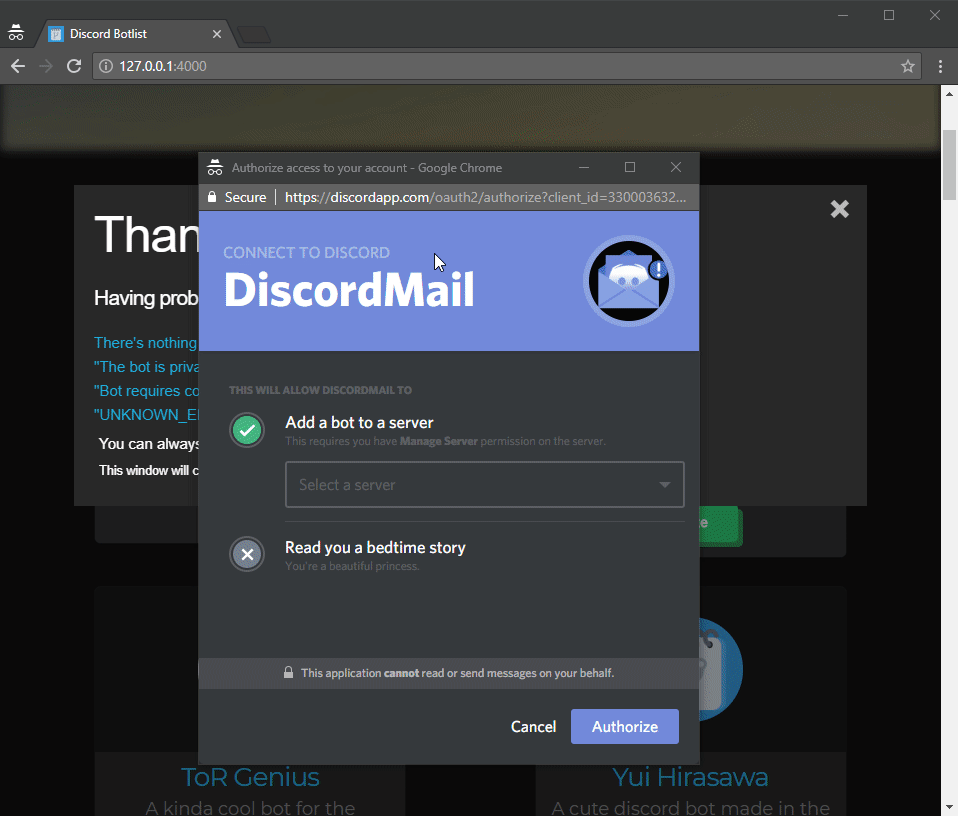 Discord Botlist
127.0.0.1:4000
Authorize access to your account - Google Chrome
Secure
https://discordapp.com/oauth2/authorize?client_id=330003632...
Than
Having prob
There's nothing
"The bot is priva
"Bot requires co
"UNKNOWN_E
You can always
This window will c
CONNECT TO DISCORD
DiscordMail
THIS WILL ALLOW DISCORDMAIL TO
Add a bot to a server
This requires you have Manage Server permission on the server.
Select a server
Read you a bedtime story
You're a beautiful princess.
This application cannot read or send messages on your behalf.
Cancel
Authorize
e
ToR Genius
A kinda cool bot for the
Yui Hirasawa
A cute discord bot made in the